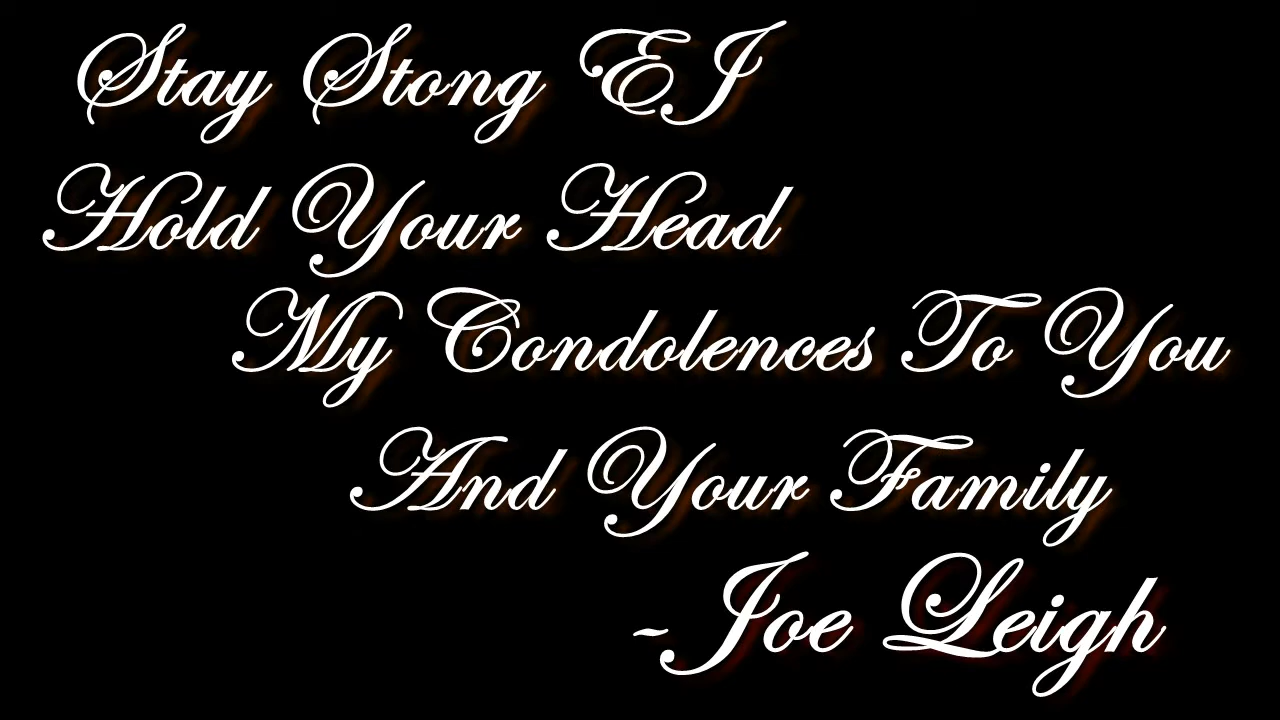 Stay Stong EJ
Hold Your Head
My Condolences To You
And Your Family
-Joe Leigh